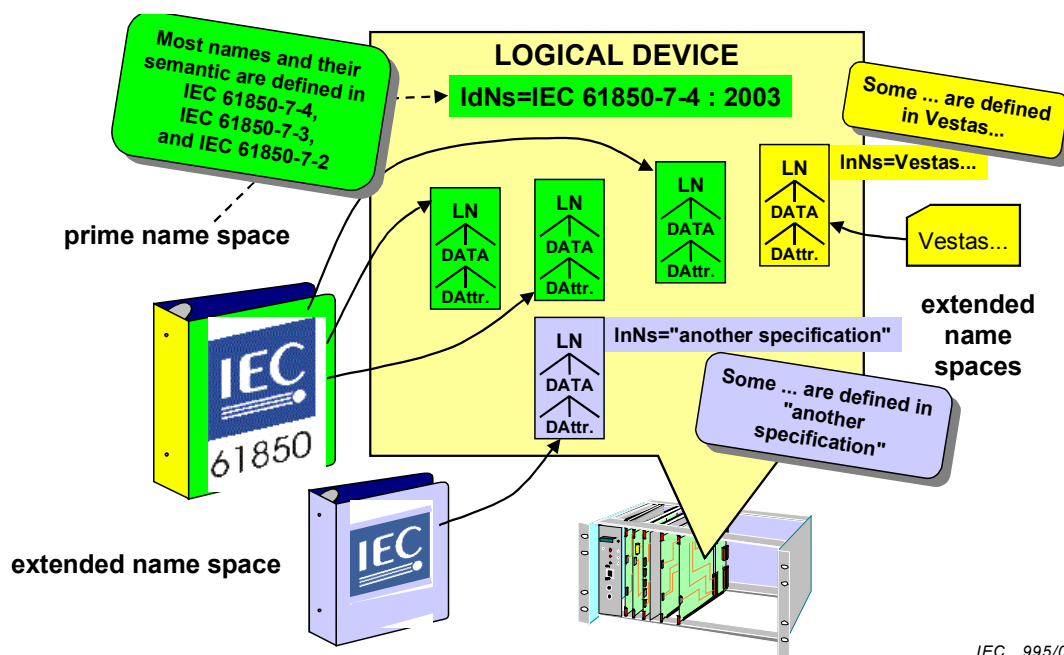 Most names and their
semantic are defined in
IEC 61850-7-4,
IEC 61850-7-3,
and IEC 61850-7-2
LOGICAL DEVICE
IdNs=IEC 61850-7-4 : 2003
Some ... are defined
in Vestas...
prime name space
LN
DATA
DAttr.
LN
DATA
DAttr.
LN
DATA
DAttr.
LN
DATA
DAttr.
lnNs=Vestas...
Vestas...
extended
name
spaces
IEC
61850
LN
DATA
DAttr.
lnNs="another specification"
Some ... are defined in
"another
specification"
extended name space
IEC
IEC 995/0